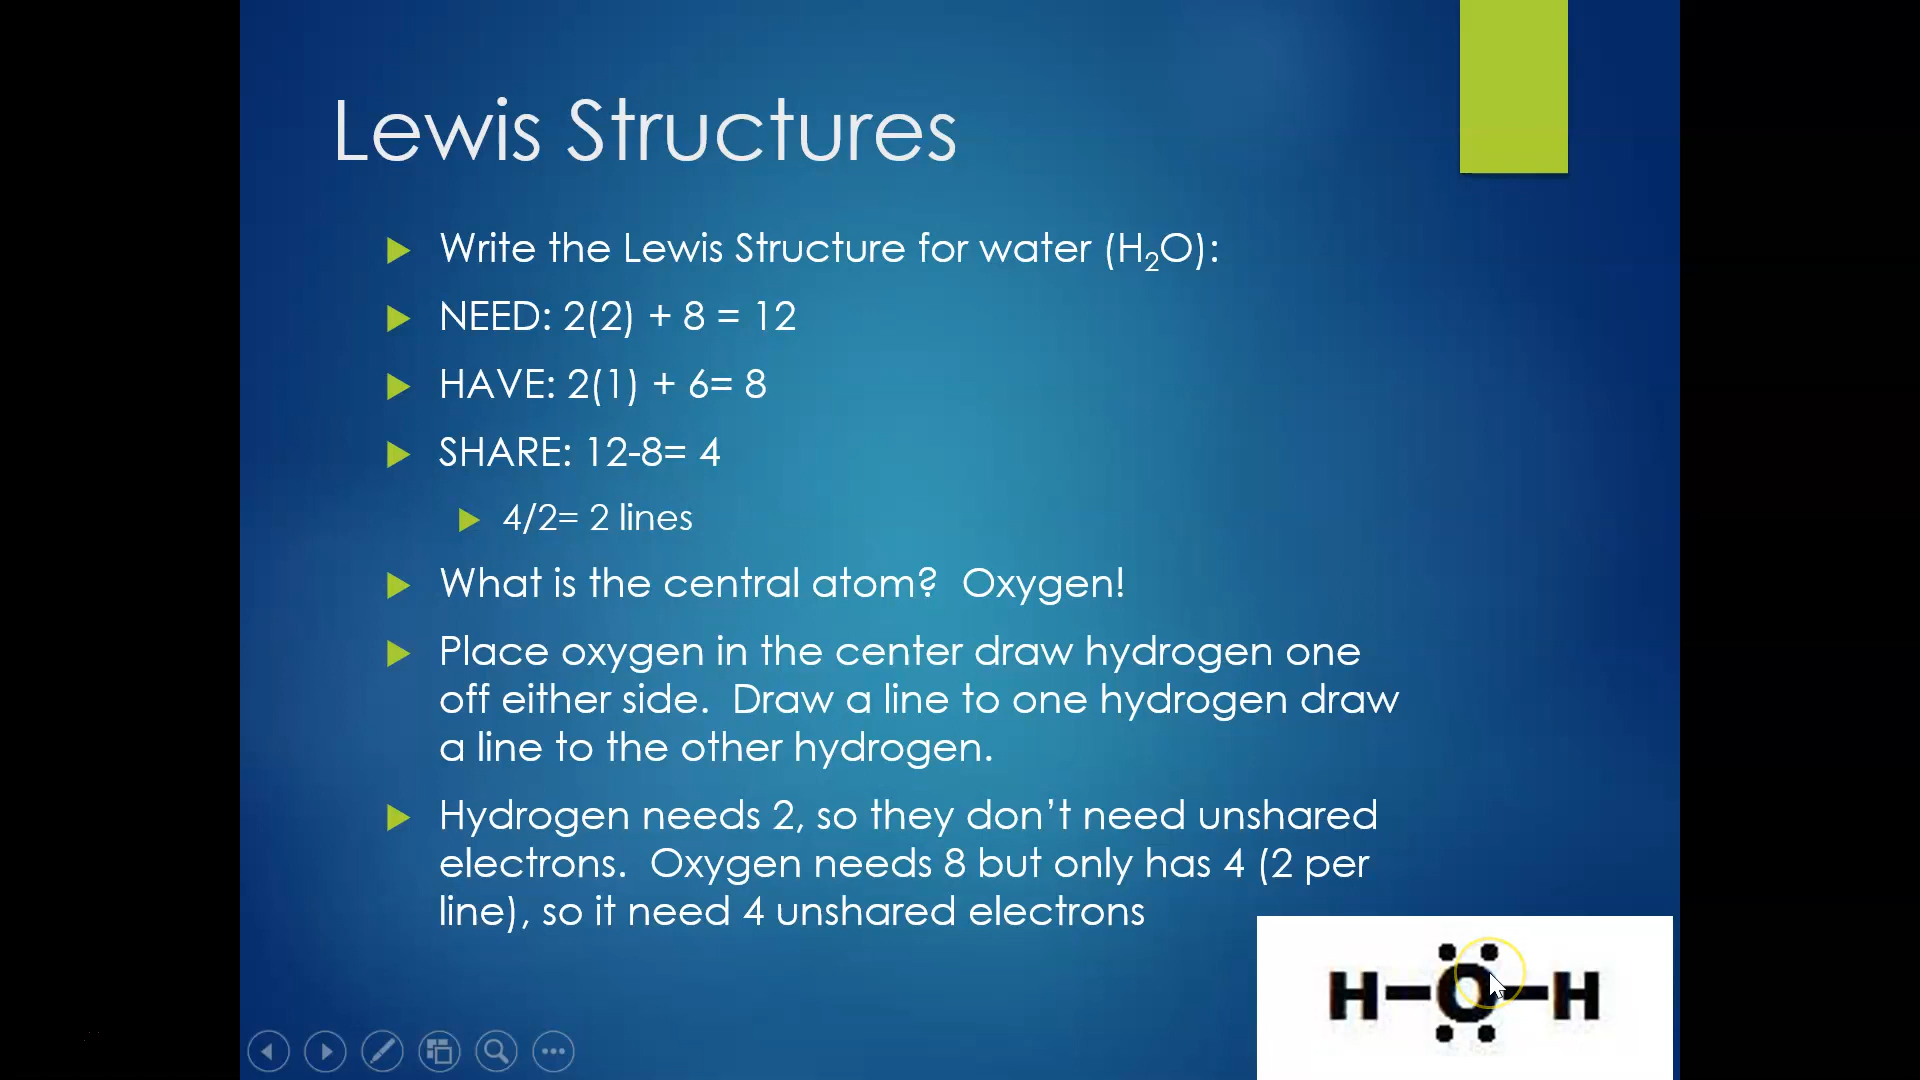 Lewis Structures
Write the Lewis Structure for water (H₂O):
NEED: 2(2) + 8 = 12
HAVE: 2(1) + 6= 8
SHARE: 12-8= 4
4/2= 2 lines
What is the central atom?  Oxygen!
Place oxygen in the center draw hydrogen one
off either side.  Draw a line to one hydrogen draw
a line to the other hydrogen.
Hydrogen needs 2, so they don’t need unshared
electrons.  Oxygen needs 8 but only has 4 (2 per
line), so it need 4 unshared electrons
H–O–H